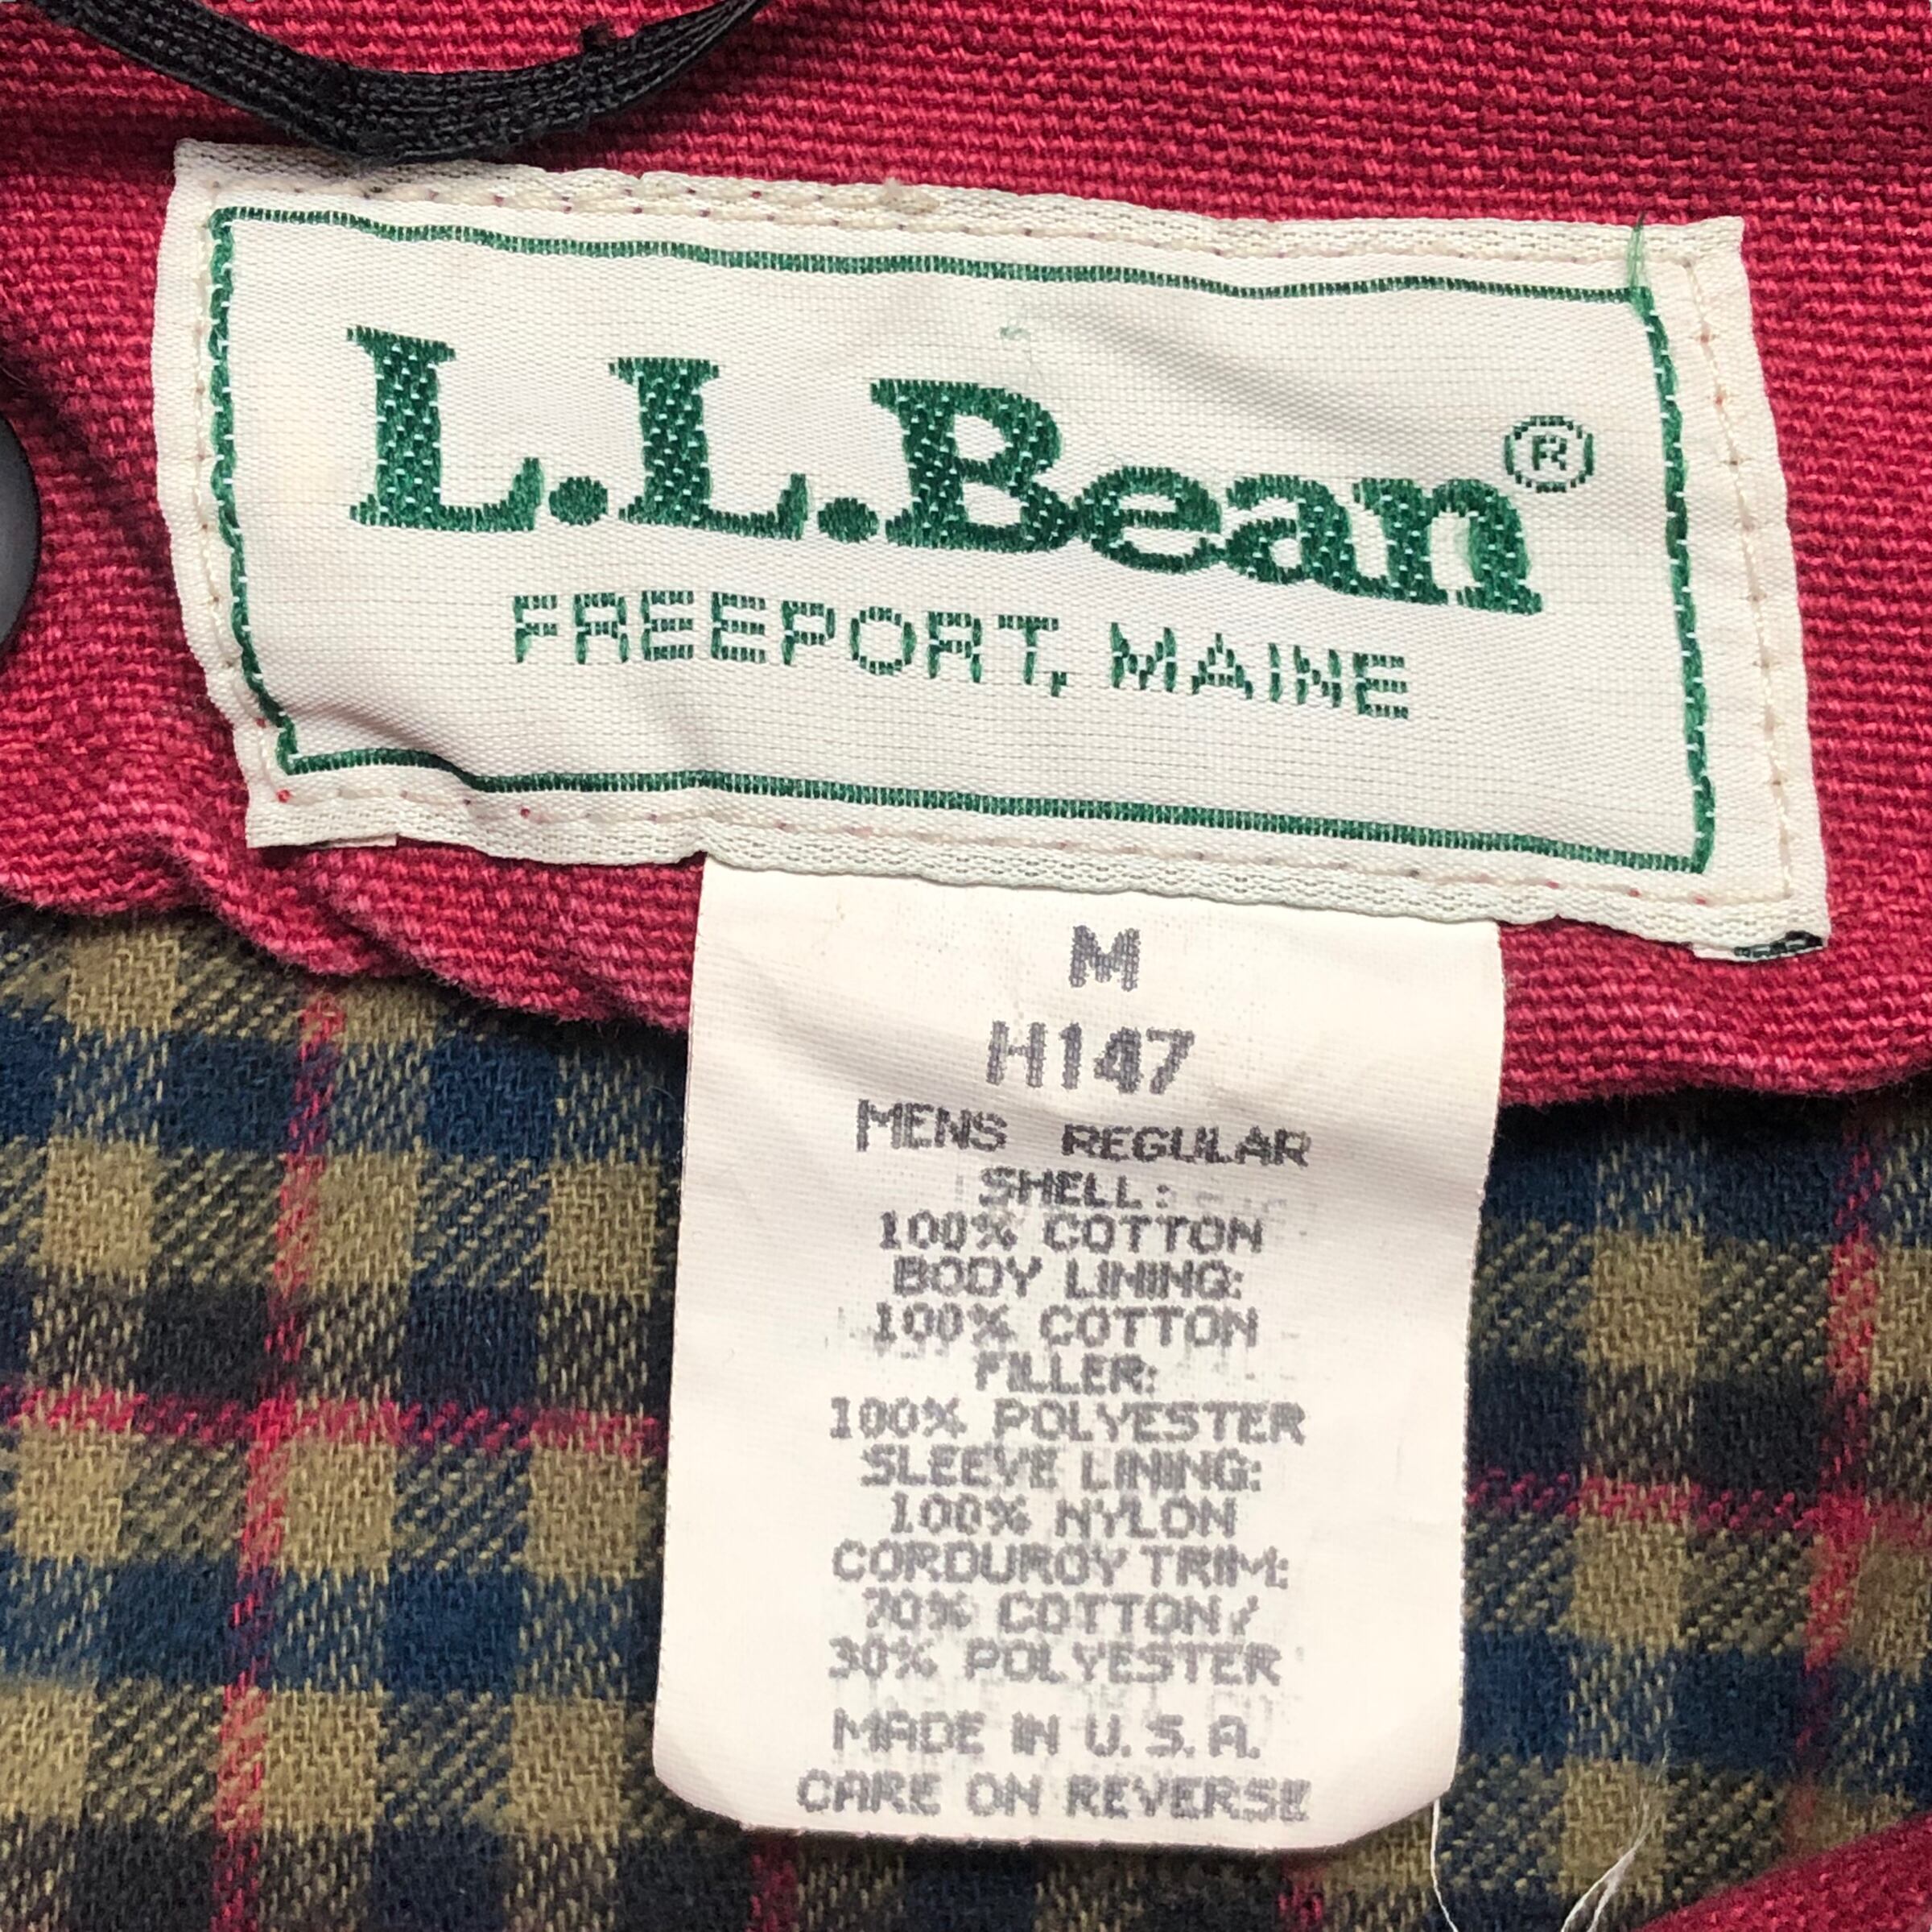 L.L.Bean®
FREEPORT, MAINE
M
H147
MENS REGULAR
SHELL:
100% COTTON
BODY LINING:
100% COTTON
FILLER:
100% POLYESTER
SLEEVE LINING:
100% NYLON
CORDUROY TRIM:
70% COTTON/
30% POLYESTER
MADE IN U.S.A.
CARE ON REVERSE